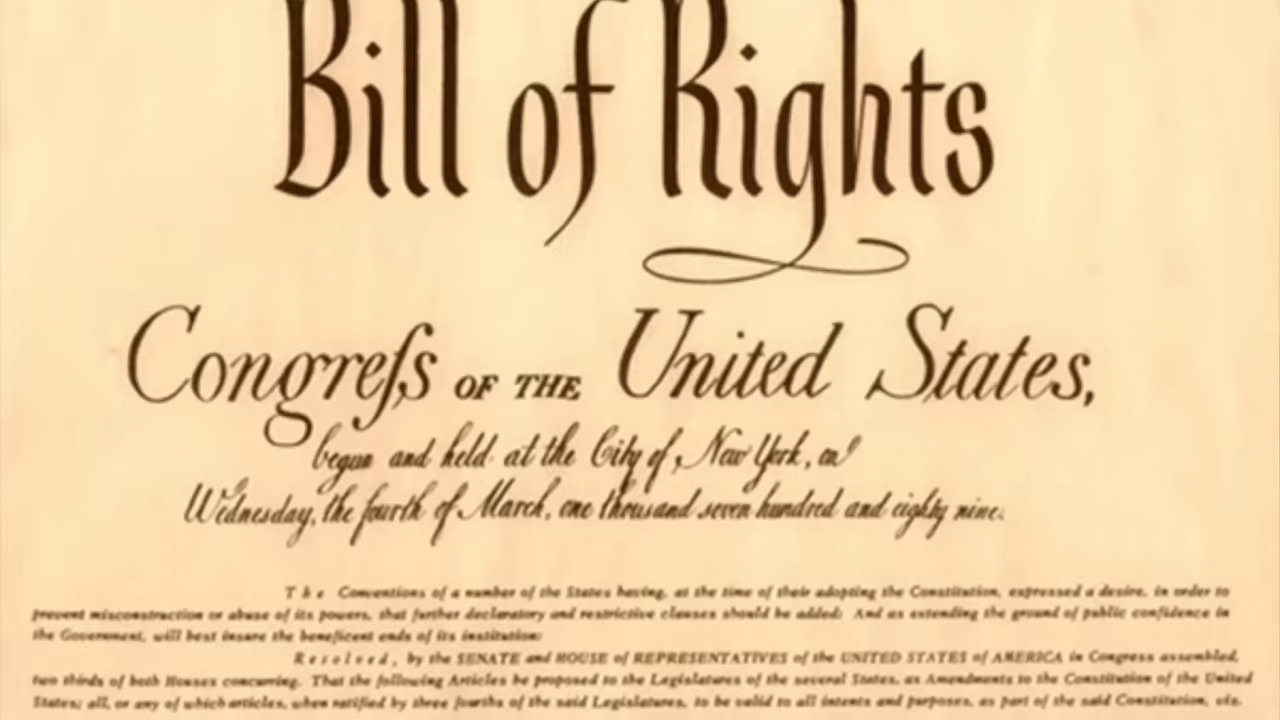 Bill of Rights
Congreſs OF THE United States,
begun and held at the City of New York, on
Wednesday, the fourth of March, one thousand seven hundred and eighty nine.
The Conventions of a number of the States having, at the time of their adopting the Constitution, expressed a desire, in order to
prevent misconstruction or abuse of its powers, that further declaratory and restrictive clauses should be added: And as extending the ground of public confidence in
the Government, will best insure the beneficent ends of its institution:
Resolved, by the SENATE and HOUSE of REPRESENTATIVES of the UNITED STATES of AMERICA in Congress assembled,
two thirds of both Houses concurring. That the following Articles be proposed to the Legislatures of the several States, as Amendments to the Constitution of the United
States; all, or any of which articles, when ratified by three fourths of the said Legislatures, to be valid to all intents and purposes, as part of the said Constitution, viz.